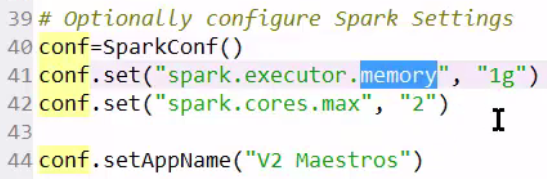 39 # Optionally configure Spark Settings
40 conf=SparkConf()
41 conf.set("spark.executor.memory", "1g")
42 conf.set("spark.cores.max", "2")
43
44 conf.setAppName("V2 Maestros")